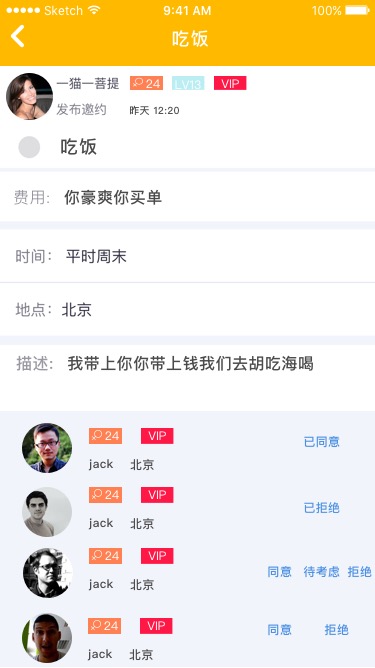 Sketch 9:41 AM 100%
吃饭
一猫一菩提 24 LV13 VIP
发布邀约 昨天 12:20
吃饭
费用: 你豪爽你买单
时间: 平时周末
地点: 北京
描述: 我带上你你带上钱我们去胡吃海喝
24 VIP
已同意
jack 北京
24 VIP
已拒绝
jack 北京
24 VIP
同意 待考虑 拒绝
jack 北京
24 VIP
同意 拒绝
jack 北京